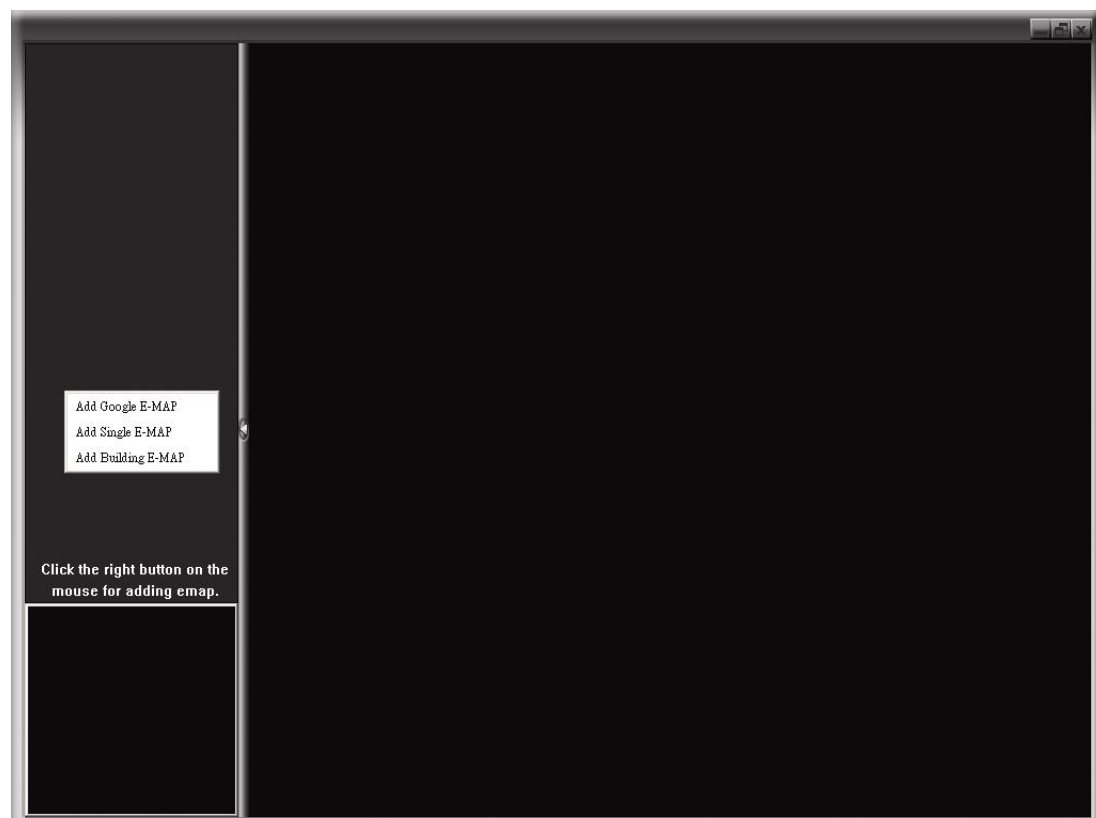 Add Google E-MAP
Add Single E-MAP
Add Building E-MAP
Click the right button on the
mouse for adding emap.